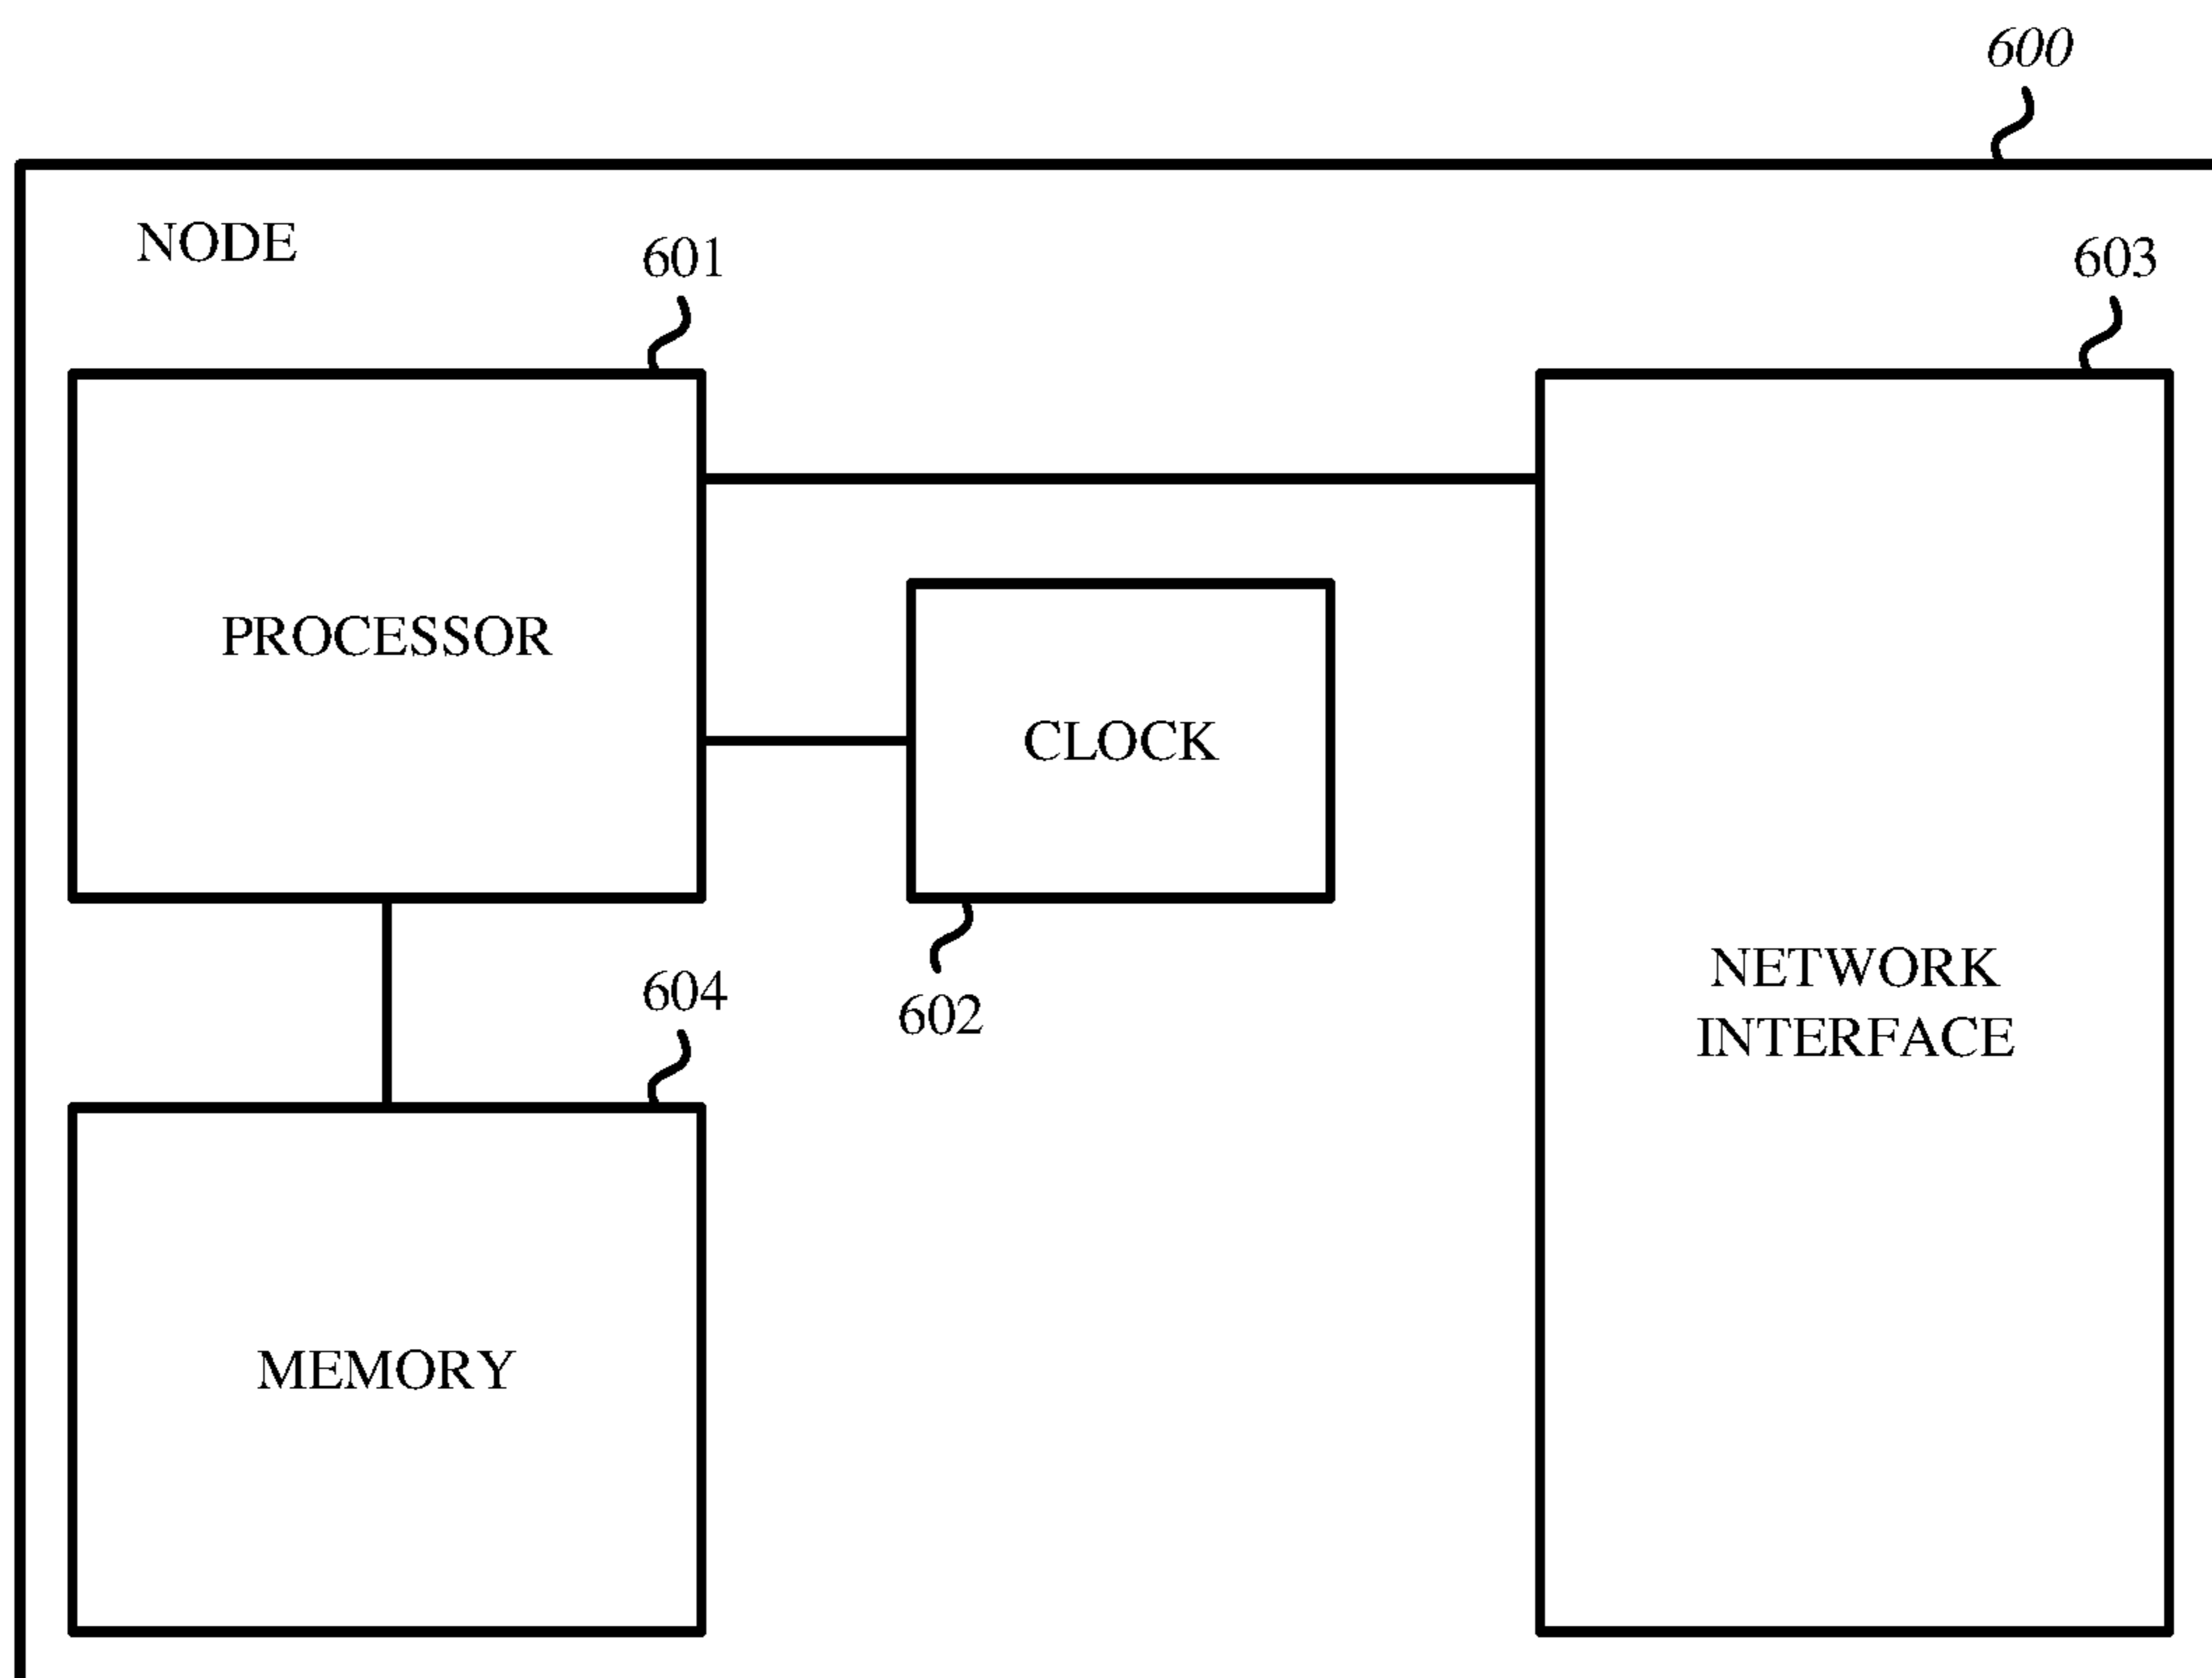 600
NODE
601
603
PROCESSOR
CLOCK
604
602
NETWORK
INTERFACE
MEMORY